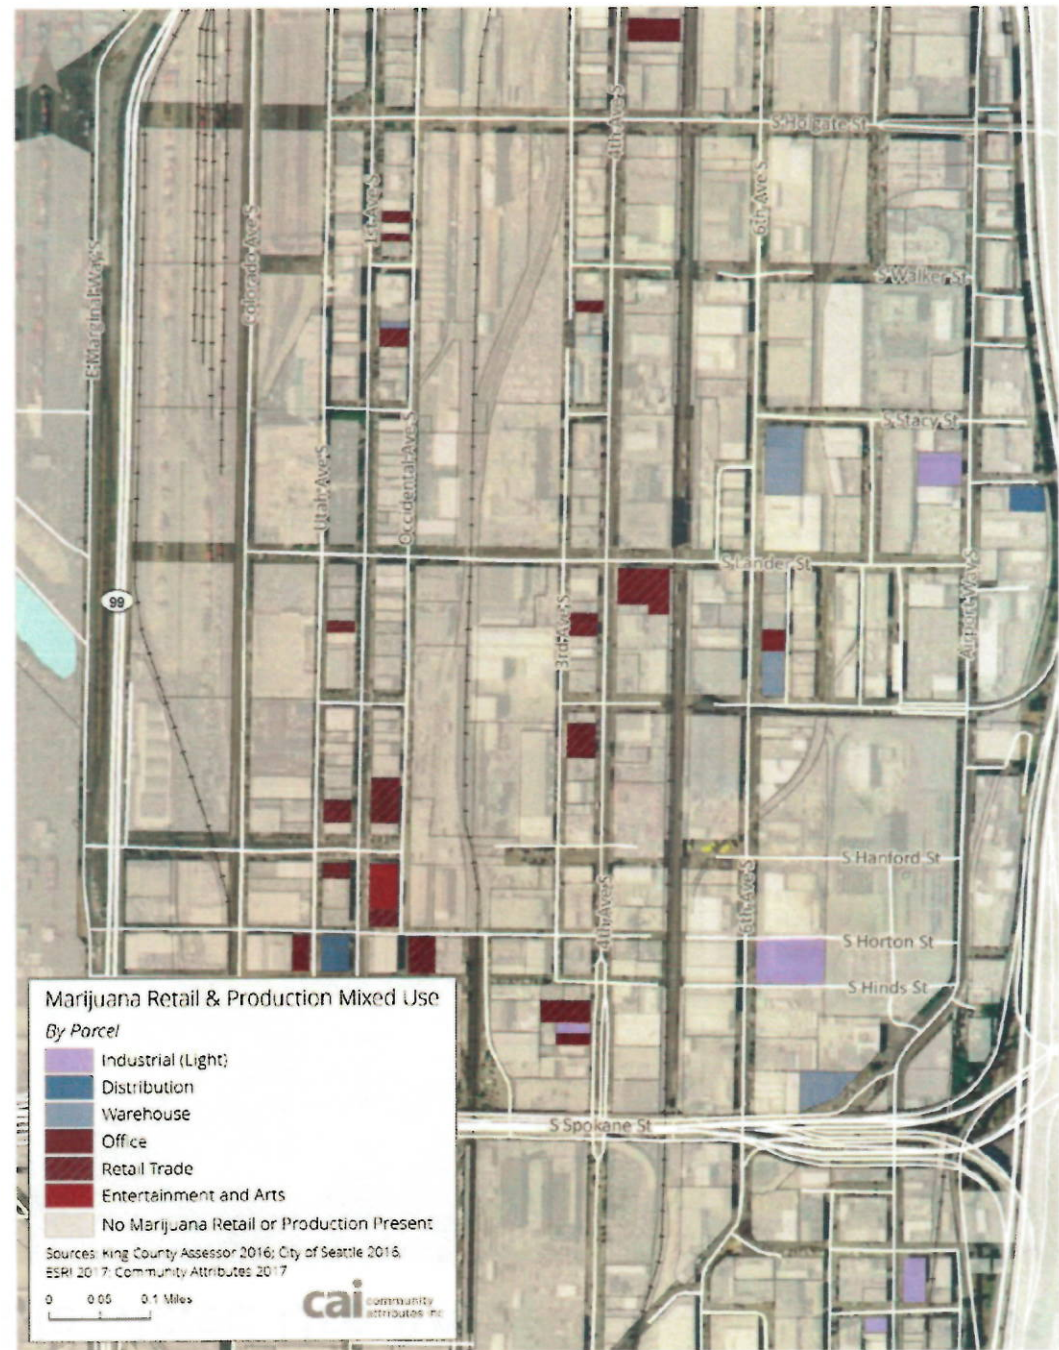 S Holgate St
4th Ave S
6th Ave S
1st Ave S
Colorado Ave S
E Marginal Way S
S Walker St
S Stacy St
Utah Ave S
Occidental Ave S
S Lander St
Airport Way S
3rd Ave S
99
S Hanford St
4th Ave S
6th Ave S
S Horton St
S Hinds St
S Spokane St
Marijuana Retail & Production Mixed Use
By Parcel
Industrial (Light)
Distribution
Warehouse
Office
Retail Trade
Entertainment and Arts
No Marijuana Retail or Production Present
Sources: King County Assessor 2016; City of Seattle 2016,
ESRI 2017; Community Attributes 2017
0 0.05 0.1 Miles
cai community
attributes inc